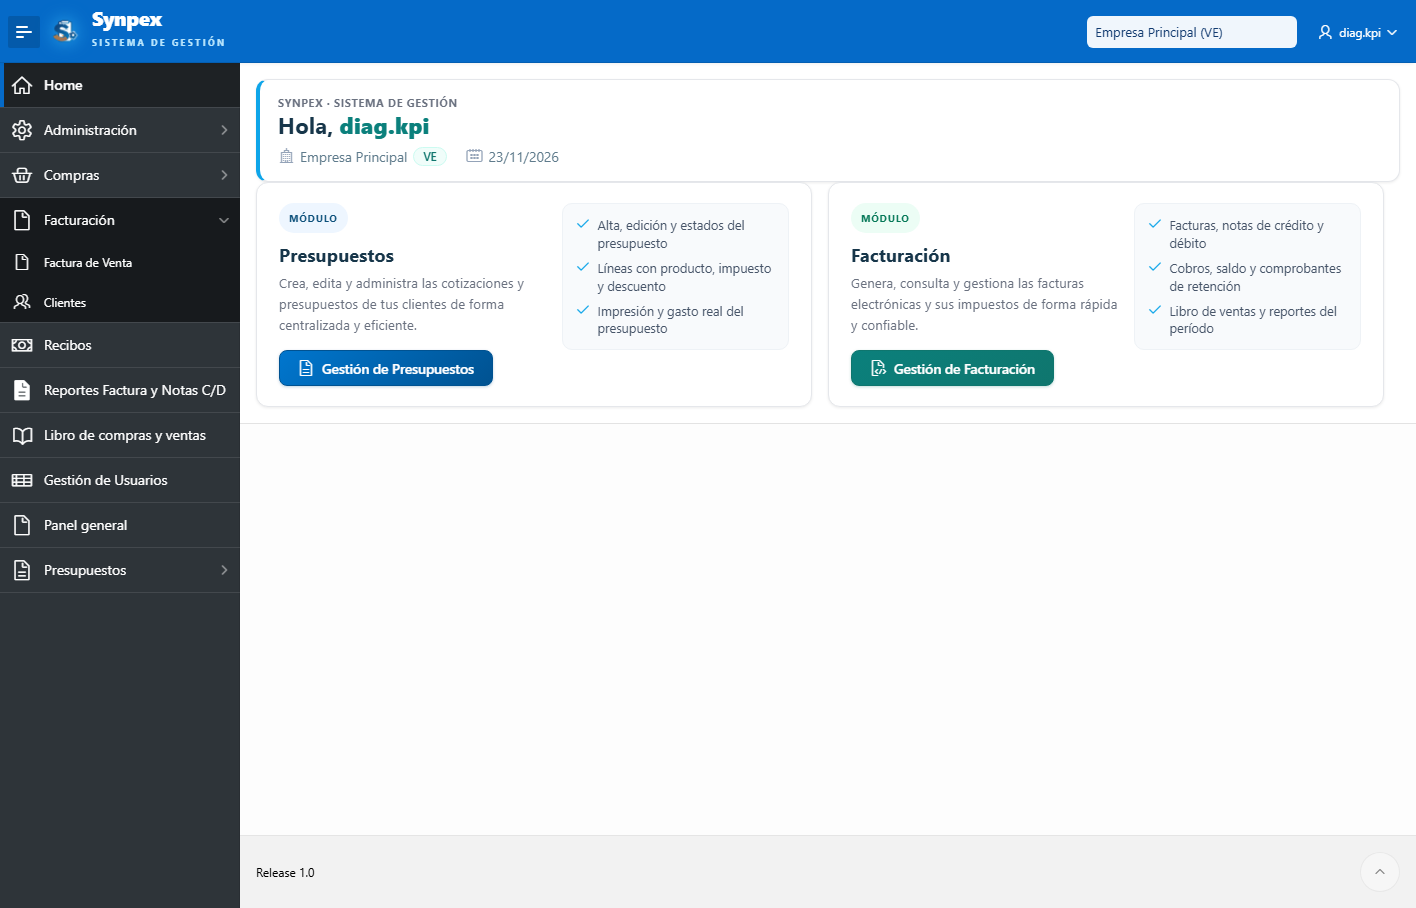 Synpex
SISTEMA DE GESTIÓN
Empresa Principal (VE)
diag.kpi
Home
Administración
Compras
Facturación
Factura de Venta
Clientes
Recibos
Reportes Factura y Notas C/D
Libro de compras y ventas
Gestión de Usuarios
Panel general
Presupuestos
SYNPEX · SISTEMA DE GESTIÓN
Hola, diag.kpi
Empresa Principal VE 23/11/2026
MÓDULO
Presupuestos
Crea, edita y administra las cotizaciones y
presupuestos de tus clientes de forma
centralizada y eficiente.
Gestión de Presupuestos
Alta, edición y estados del
presupuesto
Líneas con producto, impuesto
y descuento
Impresión y gasto real del
presupuesto
MÓDULO
Facturación
Genera, consulta y gestiona las facturas
electrónicas y sus impuestos de forma rápida
y confiable.
Gestión de Facturación
Facturas, notas de crédito y
débito
Cobros, saldo y comprobantes
de retención
Libro de ventas y reportes del
período
Release 1.0